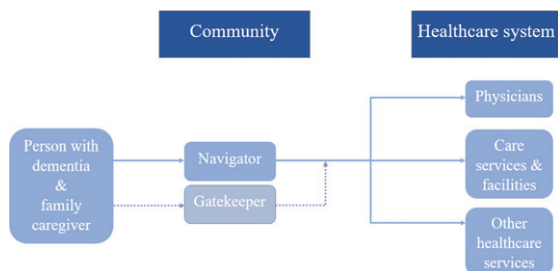 Community
Healthcare system
Person with
dementia
&
family
caregiver
Navigator
Gatekeeper
Physicians
Care
services &
facilities
Other
healthcare
services